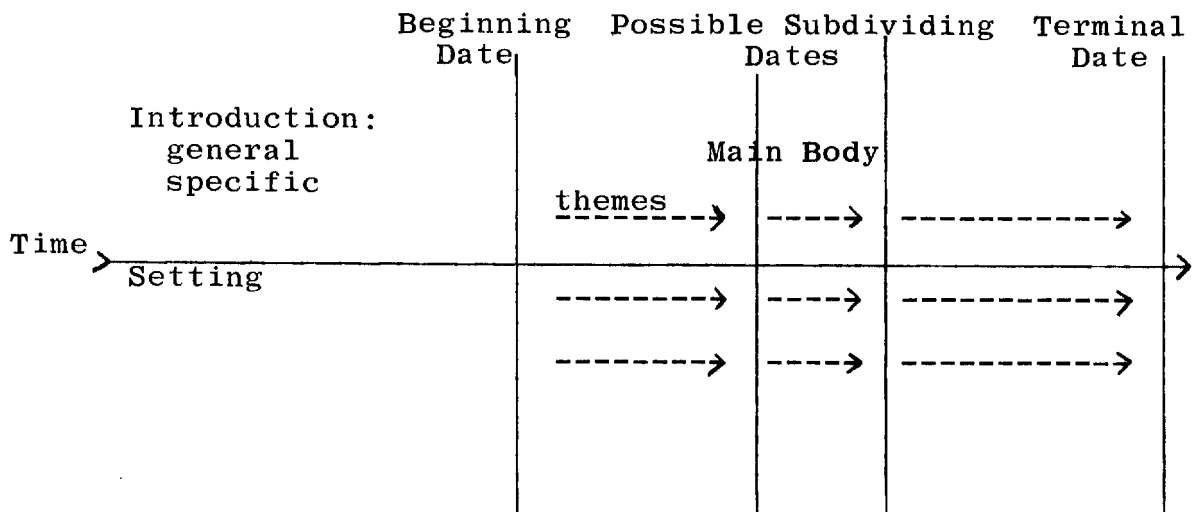 Beginning Possible Subdividing Terminal
Date Dates Date
Introduction:
general
specific
Main Body
themes
Time
Setting